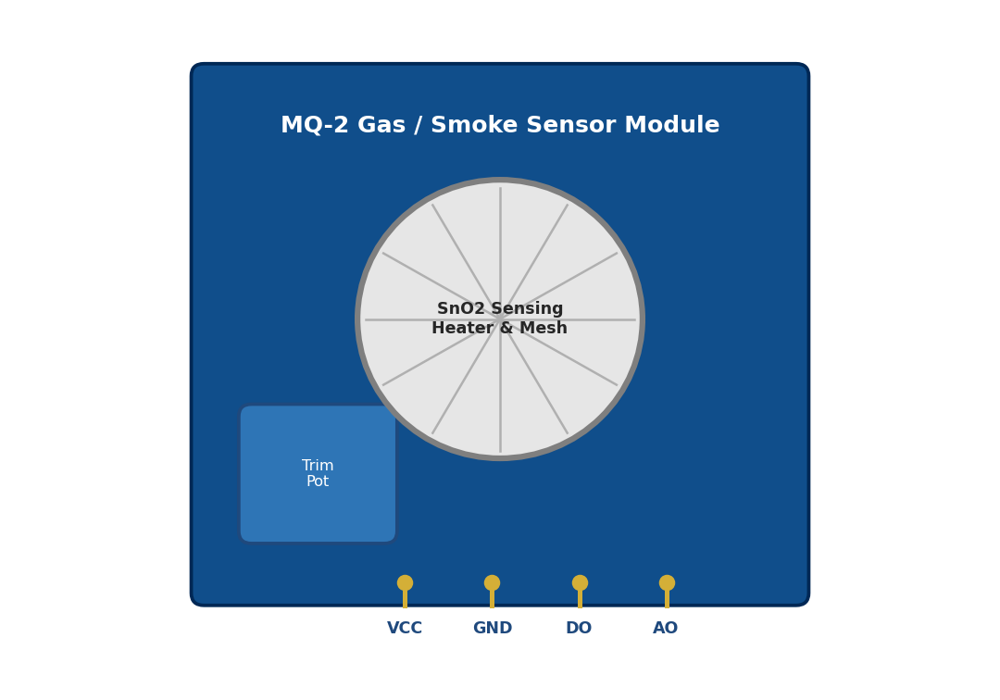 MQ-2 Gas / Smoke Sensor Module
SnO2 Sensing
Heater & Mesh
Trim
Pot
VCC GND DO AO